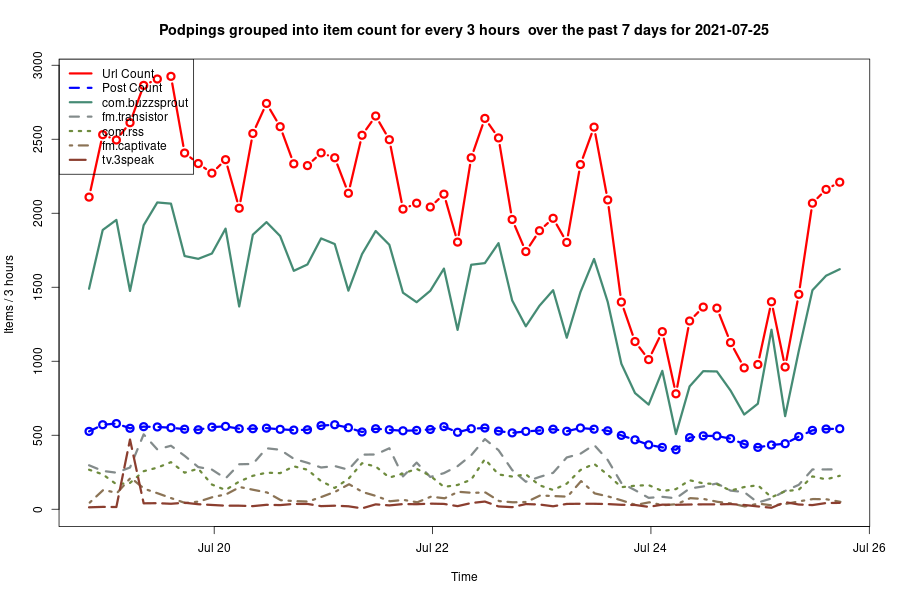 Podpings grouped into item count for every 3 hours  over the past 7 days for 2021-07-25
Items / 3 hours
3000
2500
2000
1500
1000
500
0
Url Count
Post Count
com.buzzsprout
fm.transistor
com.rss
fm.captivate
tv.3speak
Jul 20
Jul 22
Jul 24
Jul 26
Time